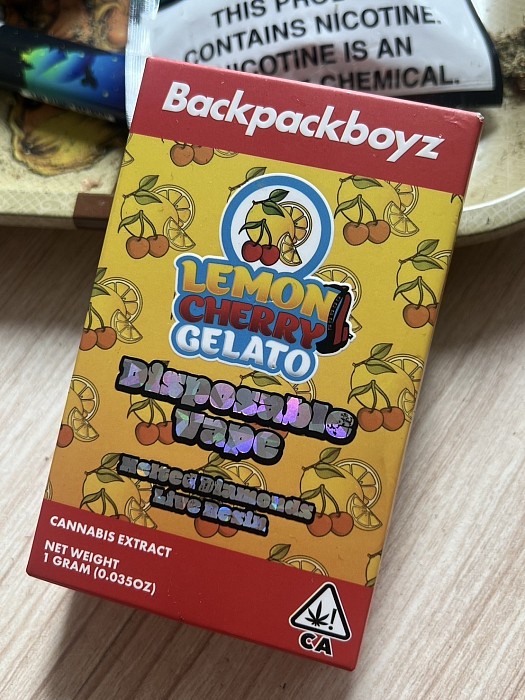 THIS PRO
CONTAINS NICOTINE.
NICOTINE IS AN
CHEMICAL.
Backpackboyz
LEMON
CHERRY
GELATO
Disposable
Vape
Melted Diamonds
Live Resin
CANNABIS EXTRACT
NET WEIGHT
1 GRAM (0.035OZ)
!
CA